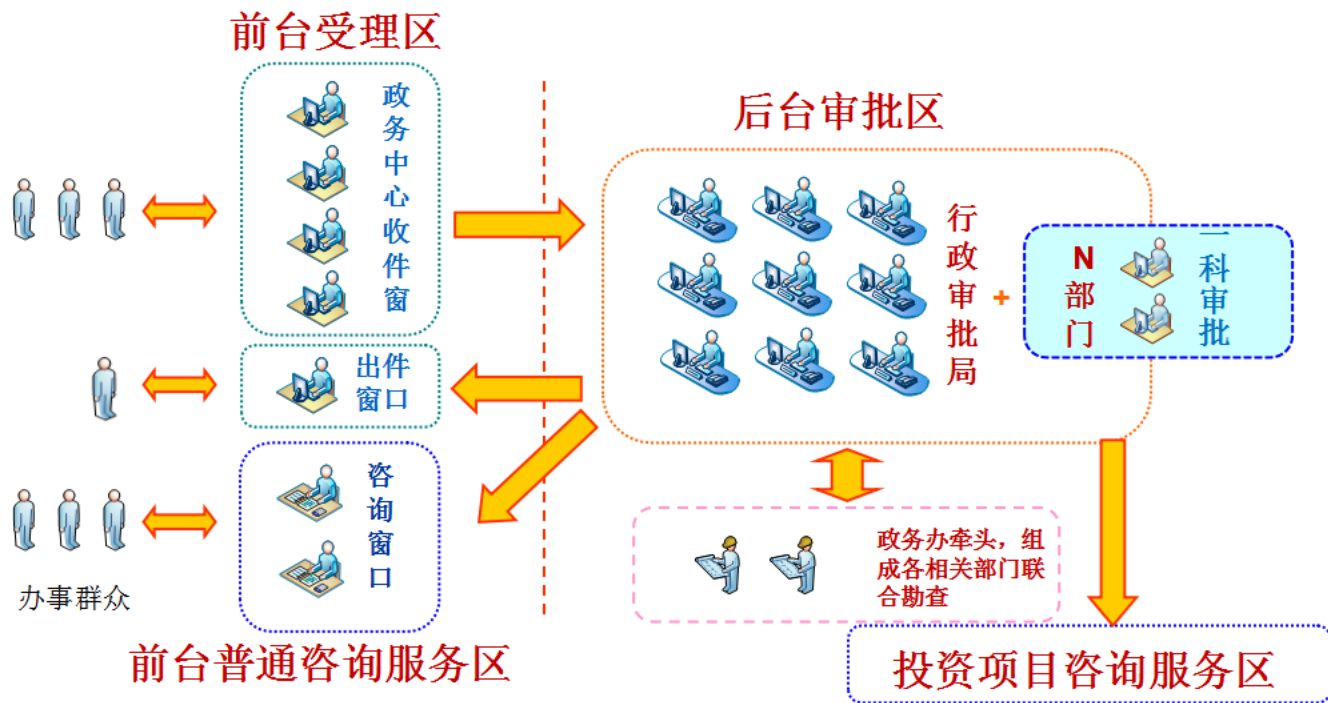 前台受理区
政务中心收件窗
出件
窗口
咨询窗口
办事群众
前台普通咨询服务区
后台审批区
行政审批局
+
N
部门
一科审批
政务办牵头，组
成各相关部门联
合勘查
投资项目咨询服务区